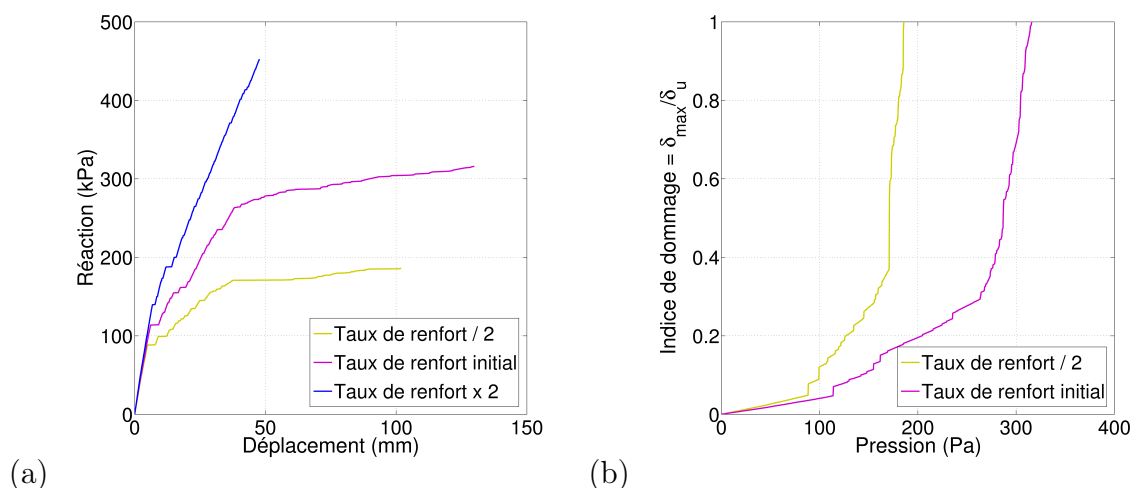 500
400
300
200
100
0
Réaction (kPa)
0
50
100
150
Déplacement (mm)
Taux de renfort / 2
Taux de renfort initial
Taux de renfort x 2
(a)
1
0.8
0.6
0.4
0.2
0
Indice de dommage = δmax/δu
0
100
200
300
400
Pression (Pa)
Taux de renfort / 2
Taux de renfort initial
(b)